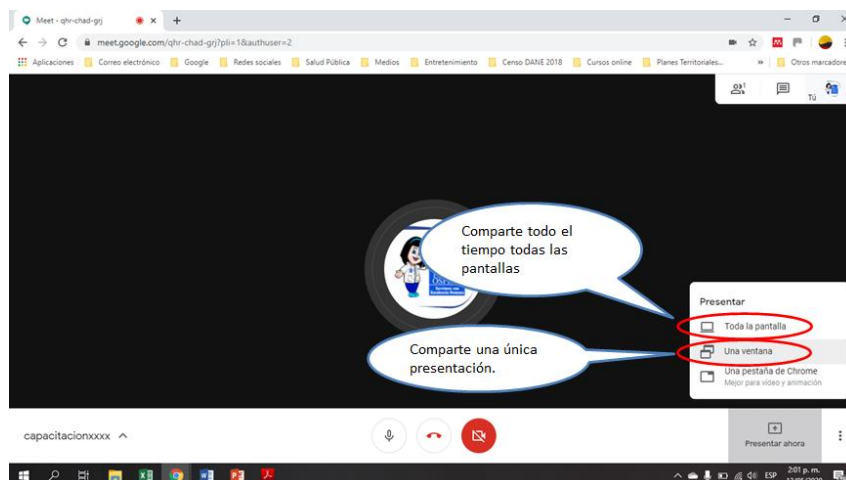 Meet - qhr-chad-grj
meet.google.com/qhr-chad-grj?pli=1&authuser=2
Aplicaciones Correo electrónico Google Redes sociales Salud Pública Medios Entretenimiento Censo DANE 2018 Cursos online Planes Territoriales... » Otros marcadore
1
Tú
Comparte todo el
tiempo todas las
pantallas
Presentar
Toda la pantalla
Comparte una única
presentación.
Una ventana
Una pestaña de Chrome
Mejor para vídeo y animación
capacitacionxxxx
Presentar ahora
ESP
2:01 p. m.